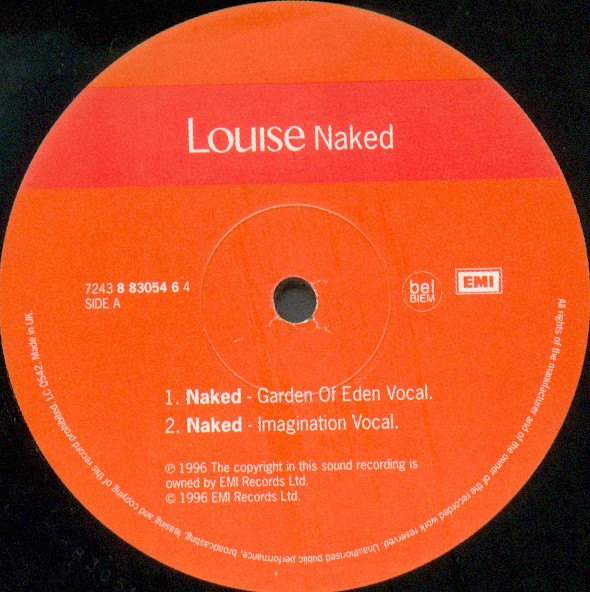 Louise Naked
7243 8 83054 6 4
SIDE A
bel
BIEM
EMI
1. Naked - Garden Of Eden Vocal.
2. Naked - Imagination Vocal.
℗ 1996 The copyright in this sound recording is
owned by EMI Records Ltd.
© 1996 EMI Records Ltd.
All rights of the manufacturer and of the owner of the recorded work reserved. Unauthorised public performance, broadcasting, leasing and copying of this record prohibited. LC 0542. Made in UK.